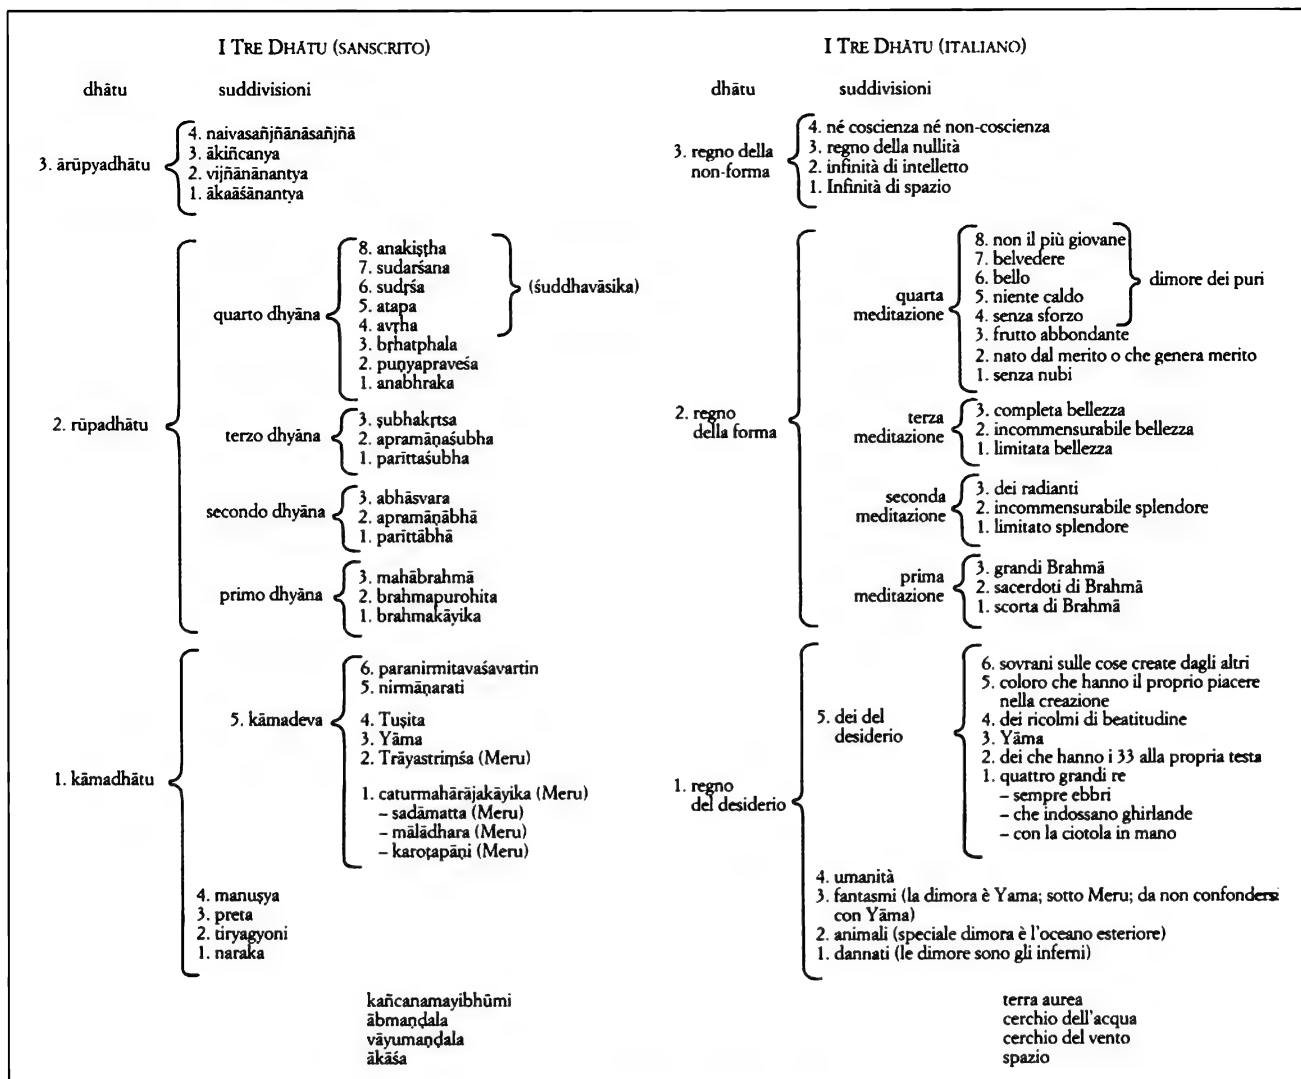 I TRE DHĀTU (SANSCRITO)
dhātu suddivisioni
3. ārūpyadhātu
4. naivasañjñānāsañjñā
3. ākiñcanya
2. vijñānānantya
1. ākaāśānantya
2. rūpadhātu
quarto dhyāna
8. anakiṣṭha
7. sudarśana
6. sudṛśa
5. atapa
4. avṛha
(śuddhavāsika)
3. bṛhatphala
2. puṇyapraveśa
1. anabhraka
terzo dhyāna
3. ṣubhakṛtsa
2. apramāṇaśubha
1. parīttaśubha
secondo dhyāna
3. abhāsvara
2. apramāṇābhā
1. parīttābhā
primo dhyāna
3. mahābrahmā
2. brahmapurohita
1. brahmakāyika
1. kāmadhātu
5. kāmadeva
6. paranirmitavaśavartin
5. nirmāṇarati
4. Tuṣita
3. Yāma
2. Trāyastriṃśa (Meru)
1. caturmahārājakāyika (Meru)
– sadāmatta (Meru)
– mālādhara (Meru)
– karoṭapāṇi (Meru)
4. manuṣya
3. preta
2. tiryagyoni
1. naraka
kañcanamayibhūmi
ābmaṇḍala
vāyumaṇḍala
ākāśa
I TRE DHĀTU (ITALIANO)
dhātu suddivisioni
3. regno della
non-forma
4. né coscienza né non-coscienza
3. regno della nullità
2. infinità di intelletto
1. Infinità di spazio
2. regno
della forma
quarta
meditazione
8. non il più giovane
7. belvedere
6. bello
5. niente caldo
4. senza sforzo
dimore dei puri
3. frutto abbondante
2. nato dal merito o che genera merito
1. senza nubi
terza
meditazione
3. completa bellezza
2. incommensurabile bellezza
1. limitata bellezza
seconda
meditazione
3. dei radianti
2. incommensurabile splendore
1. limitato splendore
prima
meditazione
3. grandi Brahmā
2. sacerdoti di Brahmā
1. scorta di Brahmā
1. regno
del desiderio
5. dei del
desiderio
6. sovrani sulle cose create dagli altri
5. coloro che hanno il proprio piacere
nella creazione
4. dei ricolmi di beatitudine
3. Yāma
2. dei che hanno i 33 alla propria testa
1. quattro grandi re
– sempre ebbri
– che indossano ghirlande
– con la ciotola in mano
4. umanità
3. fantasmi (la dimora è Yama; sotto Meru; da non confondersi
con Yāma)
2. animali (speciale dimora è l'oceano esteriore)
1. dannati (le dimore sono gli inferni)
terra aurea
cerchio dell'acqua
cerchio del vento
spazio